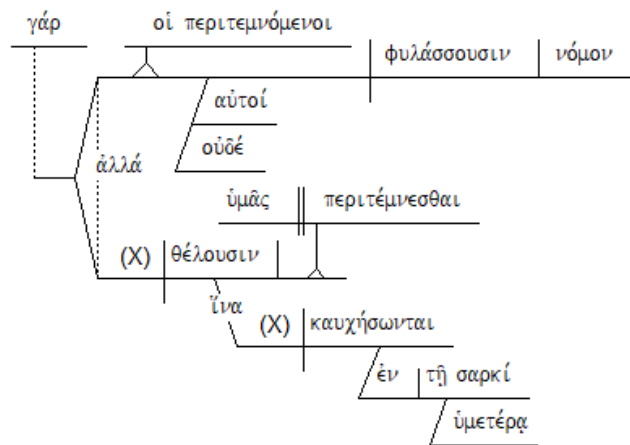 γάρ οἱ περιτεμνόμενοι
φυλάσσουσιν νόμον
αὐτοί
οὐδέ
ἀλλά
ὑμᾶς περιτέμνεσθαι
(X) θέλουσιν
ἵνα
(X) καυχήσωνται
ἐν τῇ σαρκί
ὑμετέρᾳ